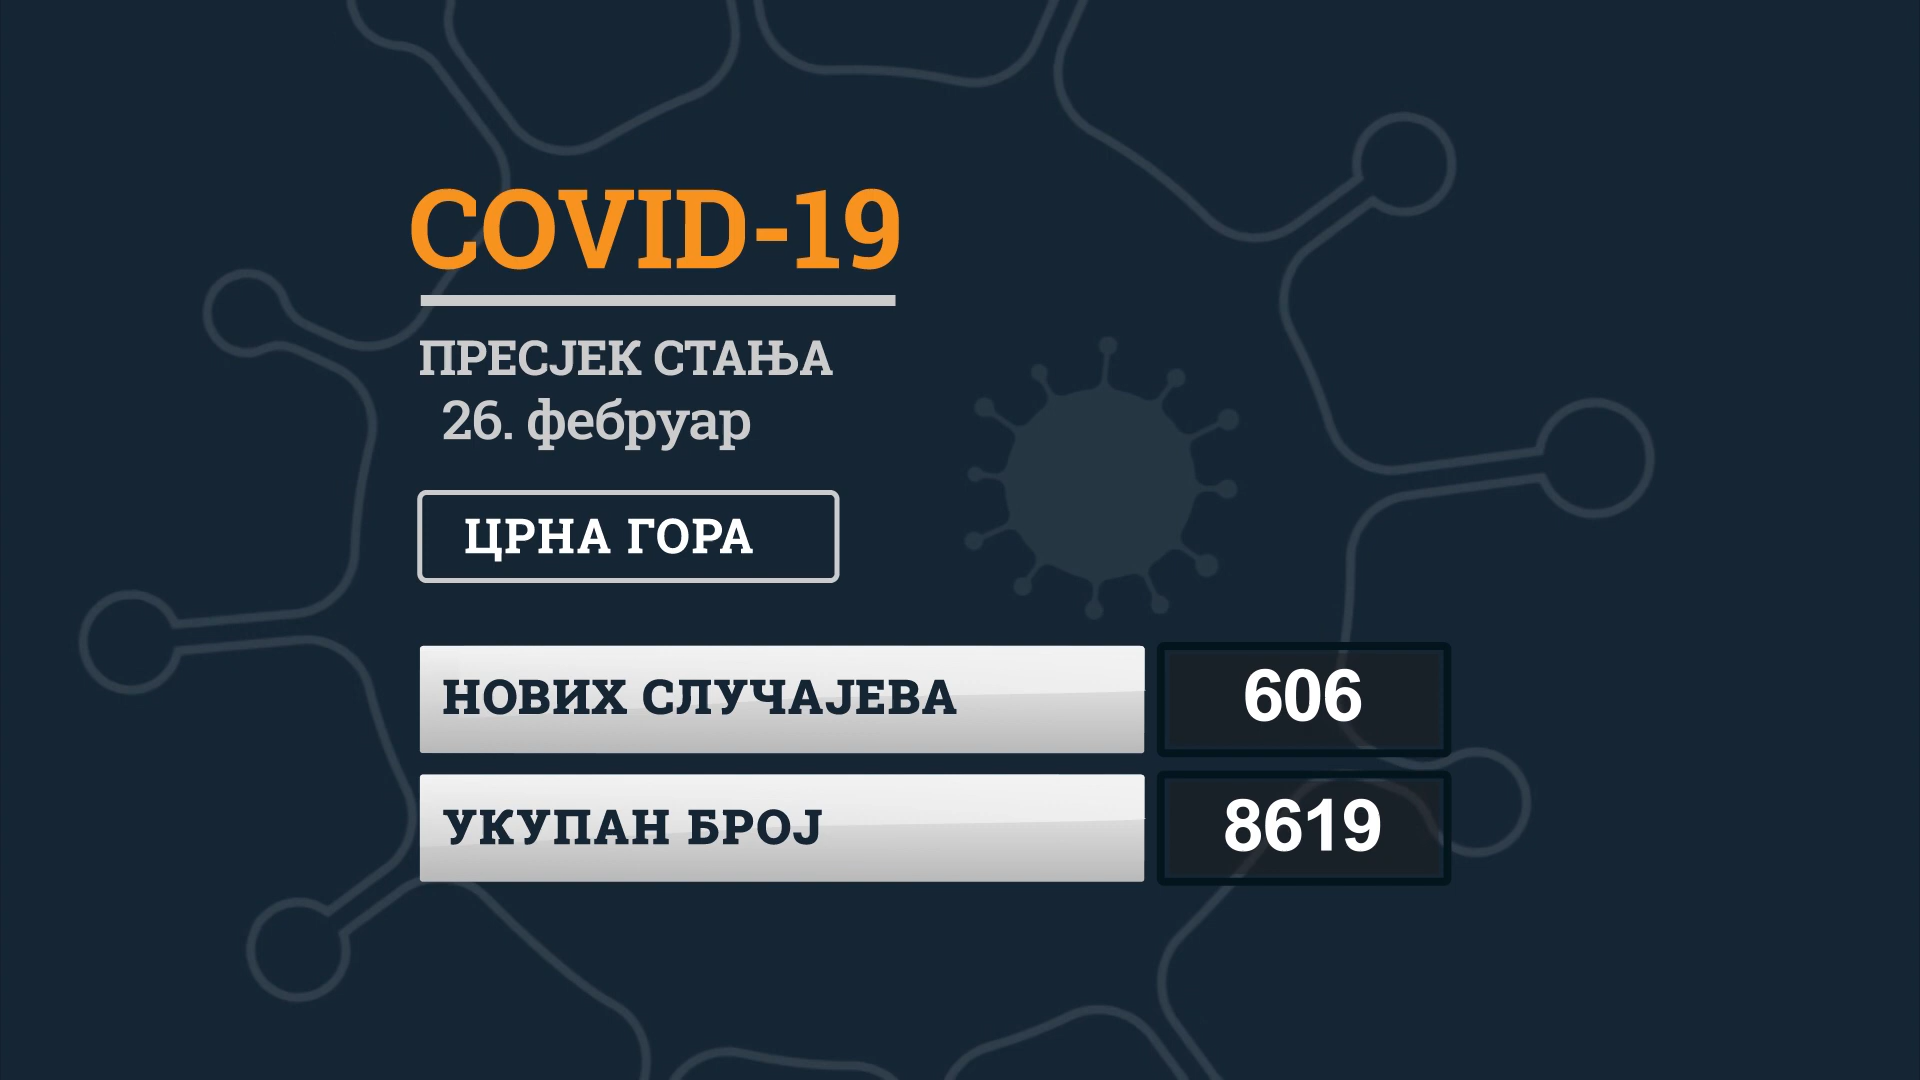 COVID-19
ПРЕСЈЕК СТАЊА
26. фебруар
ЦРНА ГОРА
НОВИХ СЛУЧАЈЕВА 606
УКУПАН БРОЈ 8619